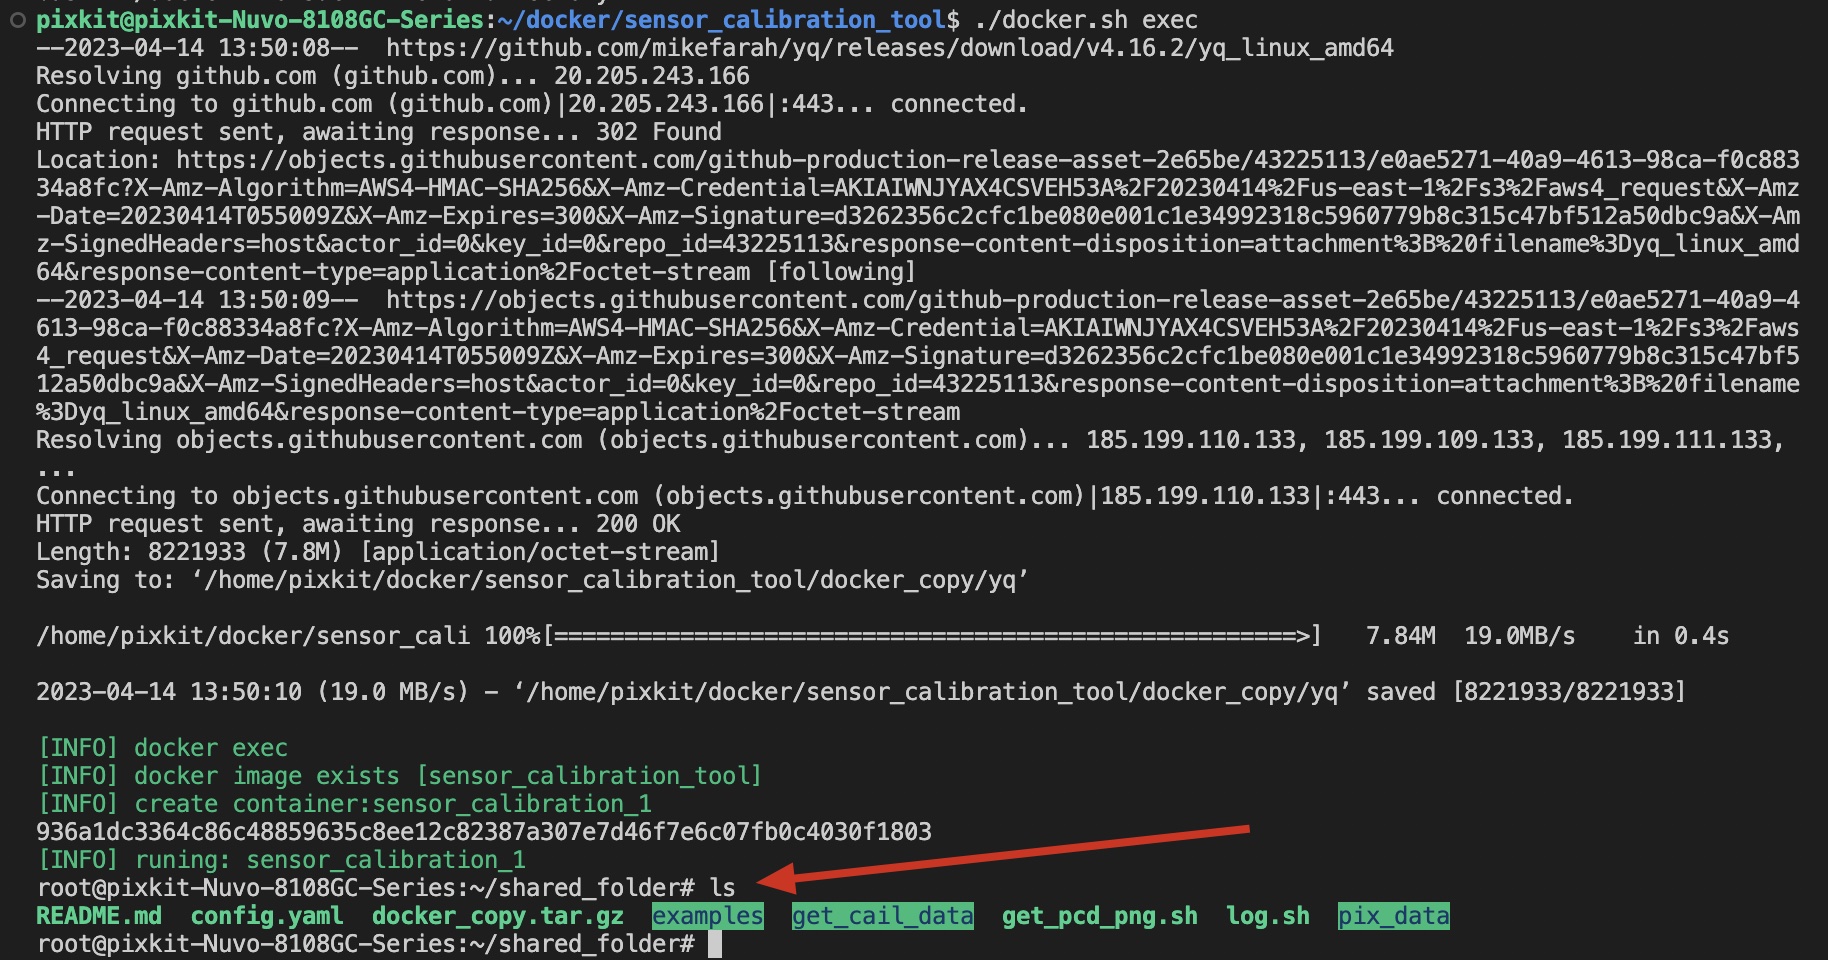 pixkit@pixkit-Nuvo-8108GC-Series:~/docker/sensor_calibration_tool$ ./docker.sh exec
--2023-04-14 13:50:08--  https://github.com/mikefarah/yq/releases/download/v4.16.2/yq_linux_amd64
Resolving github.com (github.com)... 20.205.243.166
Connecting to github.com (github.com)|20.205.243.166|:443... connected.
HTTP request sent, awaiting response... 302 Found
Location: https://objects.githubusercontent.com/github-production-release-asset-2e65be/43225113/e0ae5271-40a9-4613-98ca-f0c883
34a8fc?X-Amz-Algorithm=AWS4-HMAC-SHA256&X-Amz-Credential=AKIAIWNJYAX4CSVEH53A%2F20230414%2Fus-east-1%2Fs3%2Faws4_request&X-Amz
-Date=20230414T055009Z&X-Amz-Expires=300&X-Amz-Signature=d3262356c2cfc1be080e001c1e34992318c5960779b8c315c47bf512a50dbc9a&X-Am
z-SignedHeaders=host&actor_id=0&key_id=0&repo_id=43225113&response-content-disposition=attachment%3B%20filename%3Dyq_linux_amd
64&response-content-type=application%2Foctet-stream [following]
--2023-04-14 13:50:09--  https://objects.githubusercontent.com/github-production-release-asset-2e65be/43225113/e0ae5271-40a9-4
613-98ca-f0c88334a8fc?X-Amz-Algorithm=AWS4-HMAC-SHA256&X-Amz-Credential=AKIAIWNJYAX4CSVEH53A%2F20230414%2Fus-east-1%2Fs3%2Faws
4_request&X-Amz-Date=20230414T055009Z&X-Amz-Expires=300&X-Amz-Signature=d3262356c2cfc1be080e001c1e34992318c5960779b8c315c47bf5
12a50dbc9a&X-Amz-SignedHeaders=host&actor_id=0&key_id=0&repo_id=43225113&response-content-disposition=attachment%3B%20filename
%3Dyq_linux_amd64&response-content-type=application%2Foctet-stream
Resolving objects.githubusercontent.com (objects.githubusercontent.com)... 185.199.110.133, 185.199.109.133, 185.199.111.133,
...
Connecting to objects.githubusercontent.com (objects.githubusercontent.com)|185.199.110.133|:443... connected.
HTTP request sent, awaiting response... 200 OK
Length: 8221933 (7.8M) [application/octet-stream]
Saving to: ‘/home/pixkit/docker/sensor_calibration_tool/docker_copy/yq’
/home/pixkit/docker/sensor_cali 100%[=====================================================>]   7.84M  19.0MB/s    in 0.4s
2023-04-14 13:50:10 (19.0 MB/s) - ‘/home/pixkit/docker/sensor_calibration_tool/docker_copy/yq’ saved [8221933/8221933]
[INFO] docker exec
[INFO] docker image exists [sensor_calibration_tool]
[INFO] create container:sensor_calibration_1
936a1dc3364c86c48859635c8ee12c82387a307e7d46f7e6c07fb0c4030f1803
[INFO] runing: sensor_calibration_1
root@pixkit-Nuvo-8108GC-Series:~/shared_folder# ls
README.md  config.yaml  docker_copy.tar.gz  examples  get_cail_data  get_pcd_png.sh  log.sh  pix_data
root@pixkit-Nuvo-8108GC-Series:~/shared_folder#